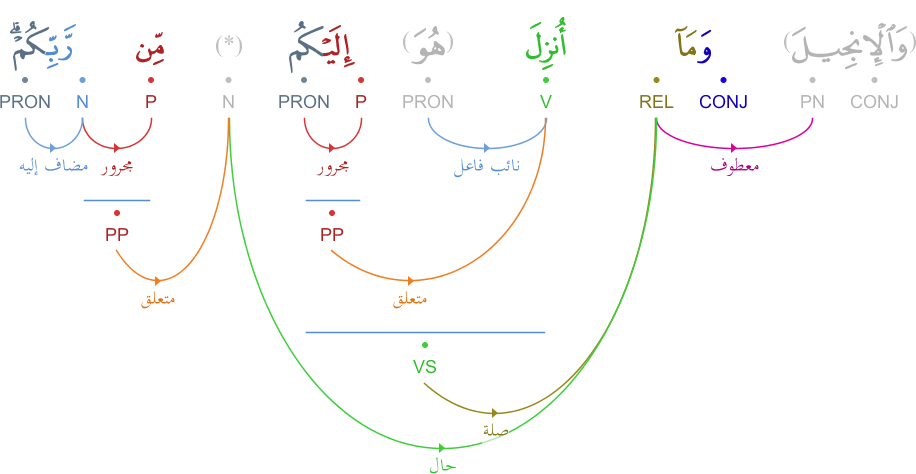 (وَٱلْإِنجِيلَ) وَمَآ أُنزِلَ (هُوَ) إِلَيْكُم (*) مِّن رَّبِّكُمْ ۗ
PRON N P N PRON P PRON V REL CONJ PN CONJ
مضاف إليه مجرور مجرور نائب فاعل معطوف
PP PP
متعلق متعلق
VS
صلة
حال